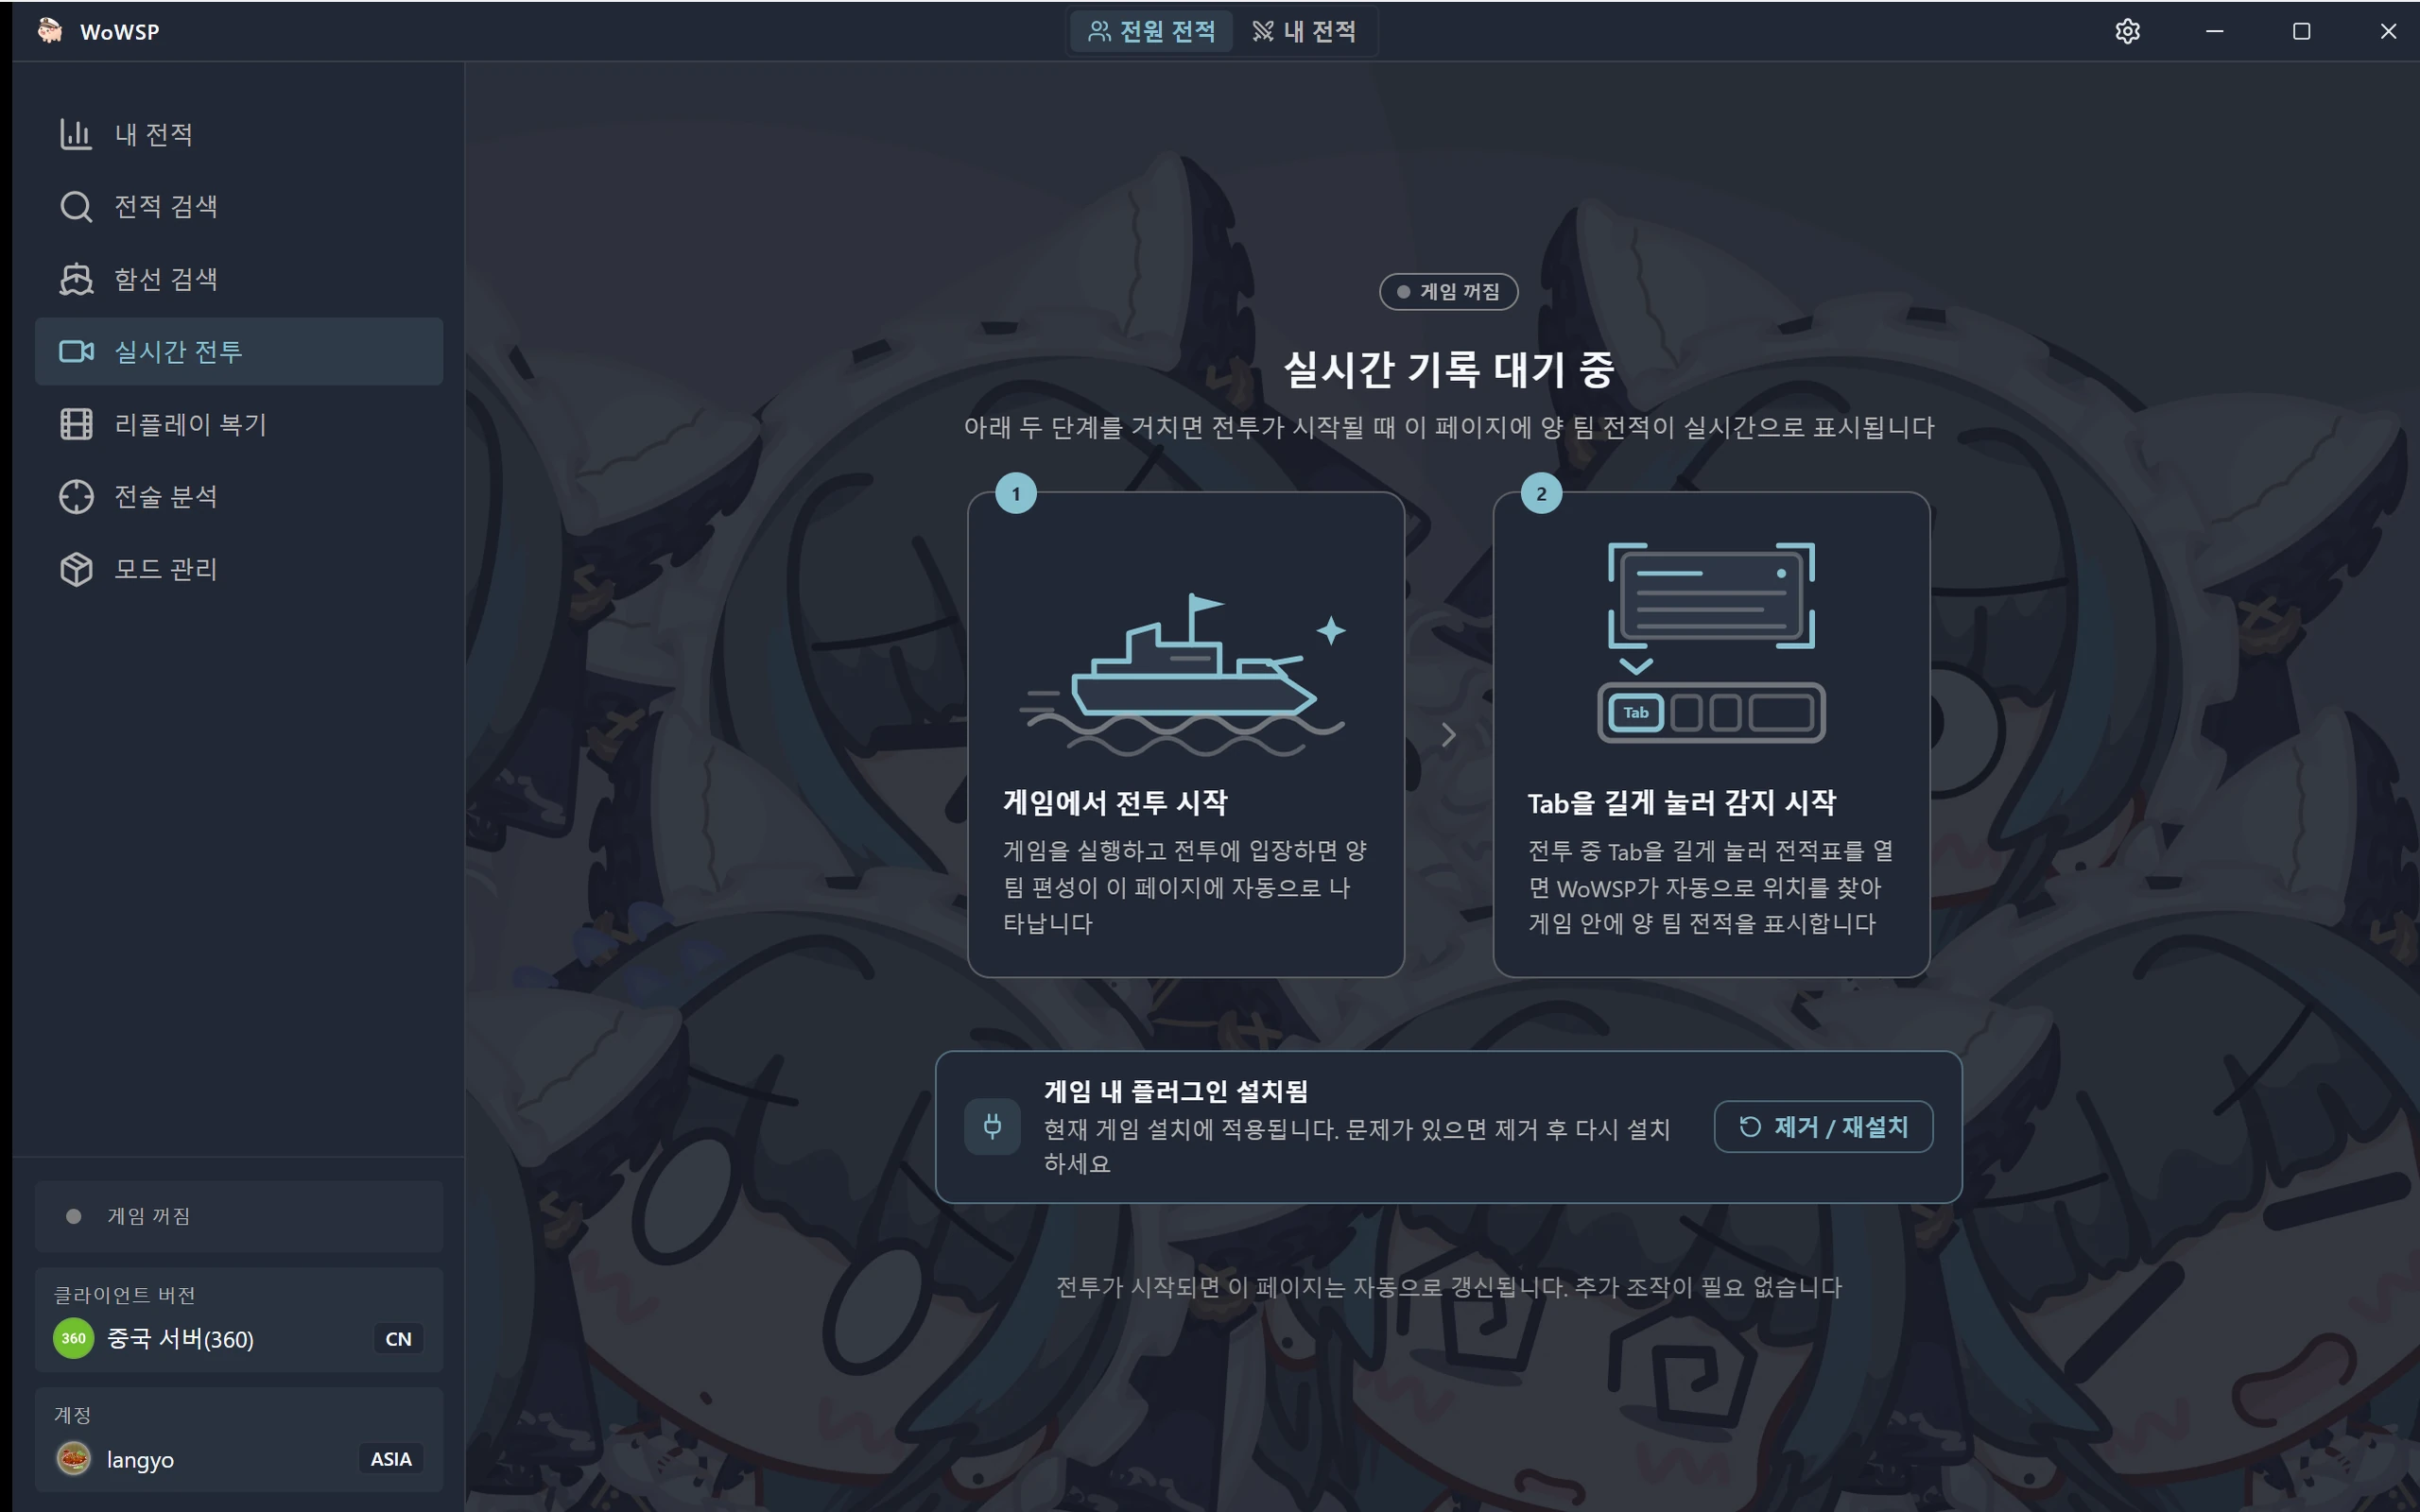 WoWSP
전원 전적
내 전적
내 전적
전적 검색
함선 검색
실시간 전투
리플레이 복기
전술 분석
모드 관리
게임 꺼짐
클라이언트 버전
360
중국 서버(360)
CN
계정
langyo
ASIA
게임 꺼짐
실시간 기록 대기 중
아래 두 단계를 거치면 전투가 시작될 때 이 페이지에 양 팀 전적이 실시간으로 표시됩니다
1
게임에서 전투 시작
게임을 실행하고 전투에 입장하면 양
팀 편성이 이 페이지에 자동으로 나
타납니다
2
Tab
Tab을 길게 눌러 감지 시작
전투 중 Tab을 길게 눌러 전적표를 열
면 WoWSP가 자동으로 위치를 찾아
게임 안에 양 팀 전적을 표시합니다
게임 내 플러그인 설치됨
현재 게임 설치에 적용됩니다. 문제가 있으면 제거 후 다시 설치
하세요
제거 / 재설치
전투가 시작되면 이 페이지는 자동으로 갱신됩니다. 추가 조작이 필요 없습니다